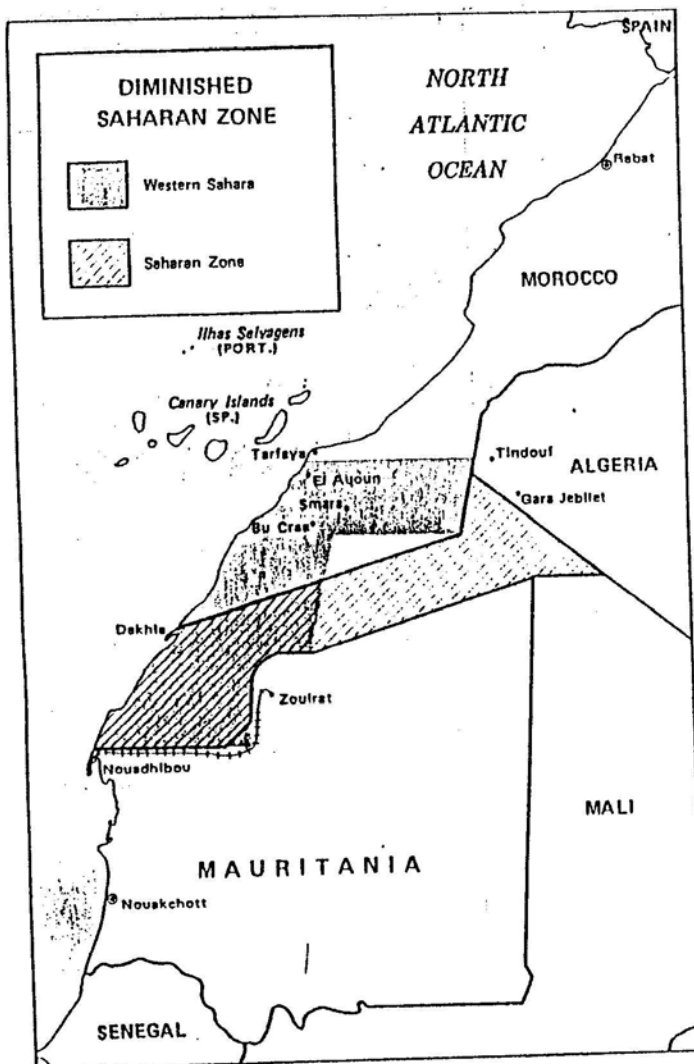 SPAIN
DIMINISHED
SAHARAN ZONE
Western Sahara
Saharan Zone
NORTH
ATLANTIC
OCEAN
Rabat
MOROCCO
Ilhas Selvagens
(PORT.)
Canary Islands
(SP.)
Tarfaya
Tindouf
ALGERIA
El Ayoun
Gara Jebilet
Smara
Bu Craa
Dakhla
Zouirat
Nouadhibou
MALI
MAURITANIA
Nouakchott
SENEGAL